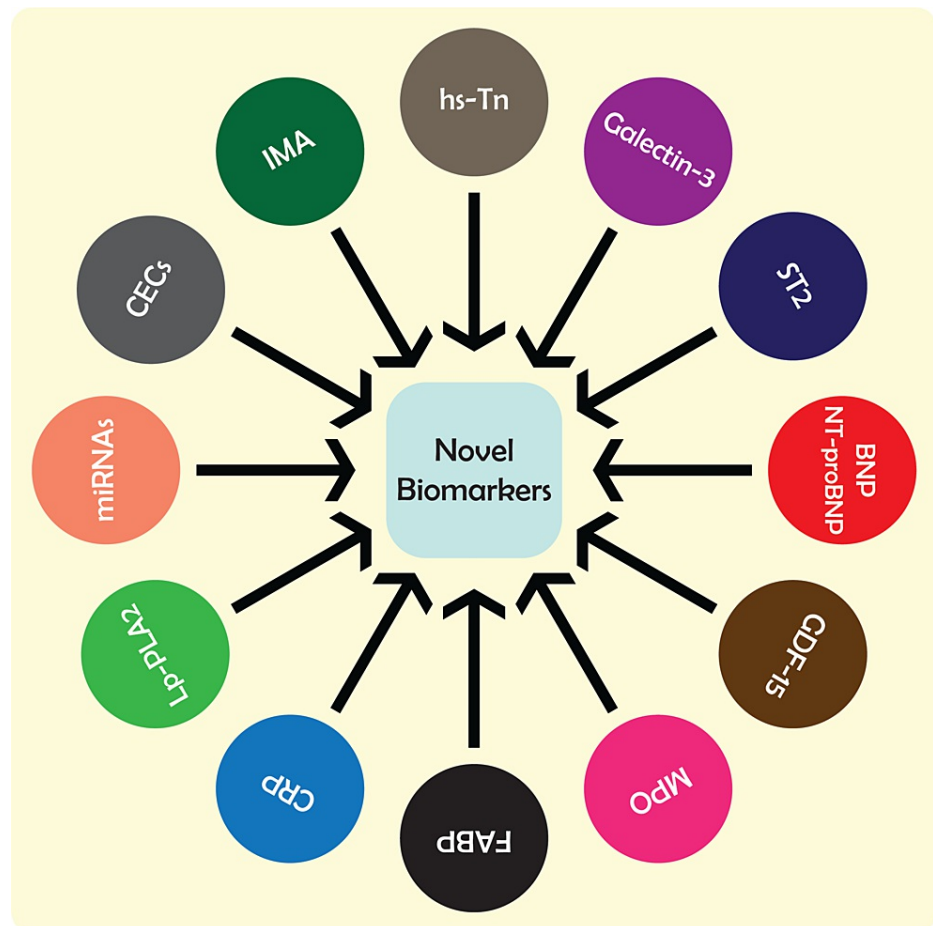 hs-Tn
Galectin-3
ST2
BNP
NT-proBNP
GDF-15
MPO
FABP
CRP
Lp-PLA2
miRNAs
CECs
IMA
Novel
Biomarkers